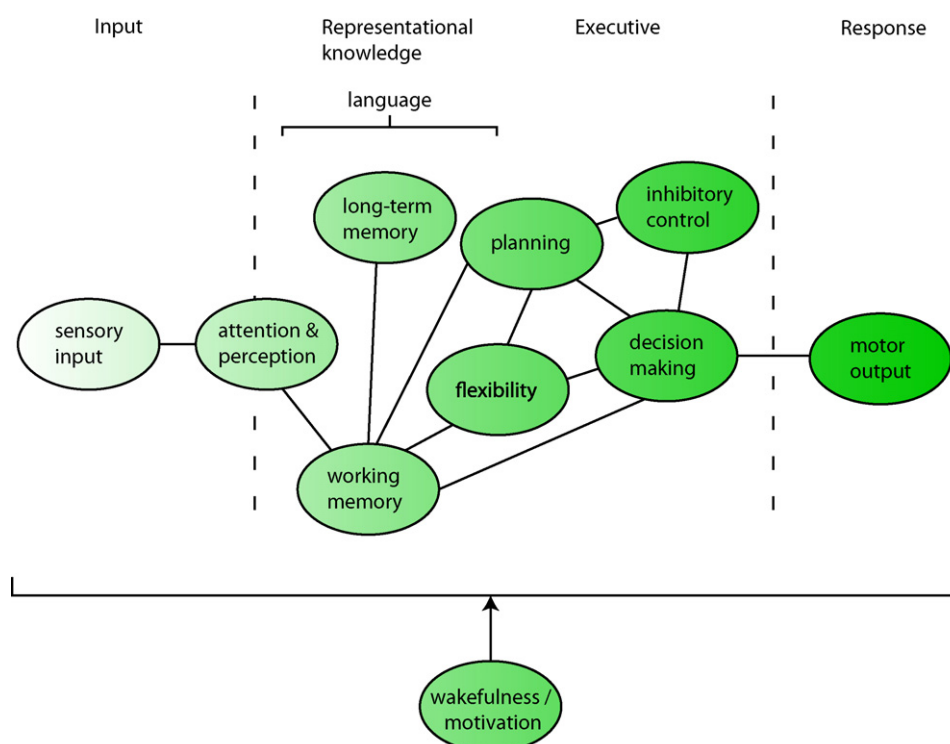 Input
Representational
knowledge
Executive
Response
language
long-term
memory
inhibitory
control
planning
sensory
input
attention &
perception
decision
making
motor
output
flexibility
working
memory
wakefulness /
motivation